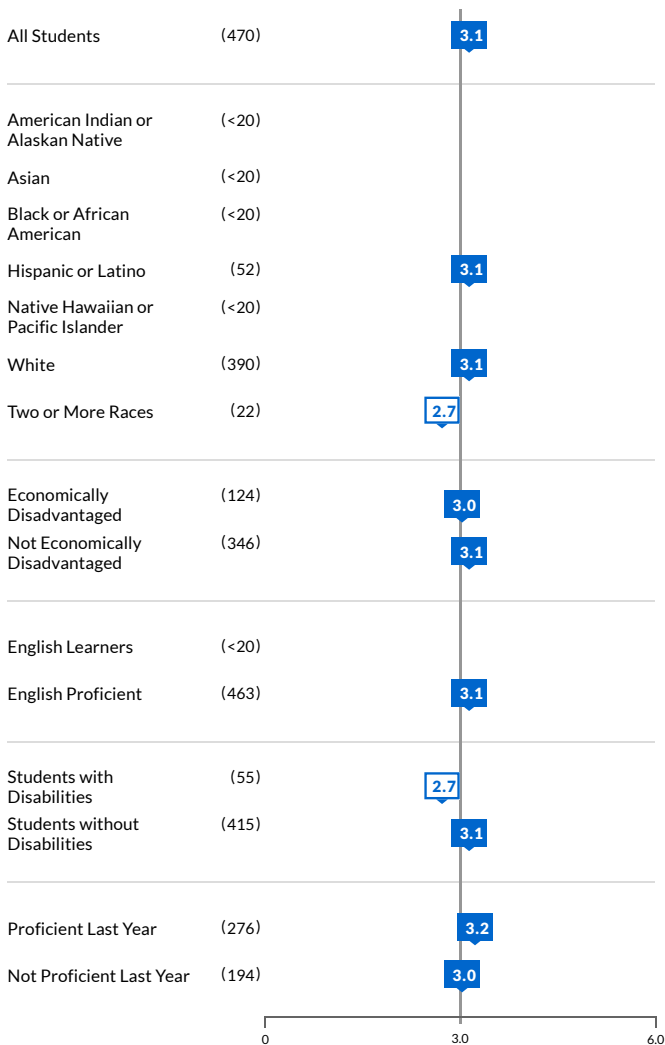 All Students (470) 3.1
American Indian or (<20)
Alaskan Native
Asian (<20)
Black or African (<20)
American
Hispanic or Latino (52) 3.1
Native Hawaiian or (<20)
Pacific Islander
White (390) 3.1
Two or More Races (22) 2.7
Economically (124) 3.0
Disadvantaged
Not Economically (346) 3.1
Disadvantaged
English Learners (<20)
English Proficient (463) 3.1
Students with (55) 2.7
Disabilities
Students without (415) 3.1
Disabilities
Proficient Last Year (276) 3.2
Not Proficient Last Year (194) 3.0
0 3.0 6.0